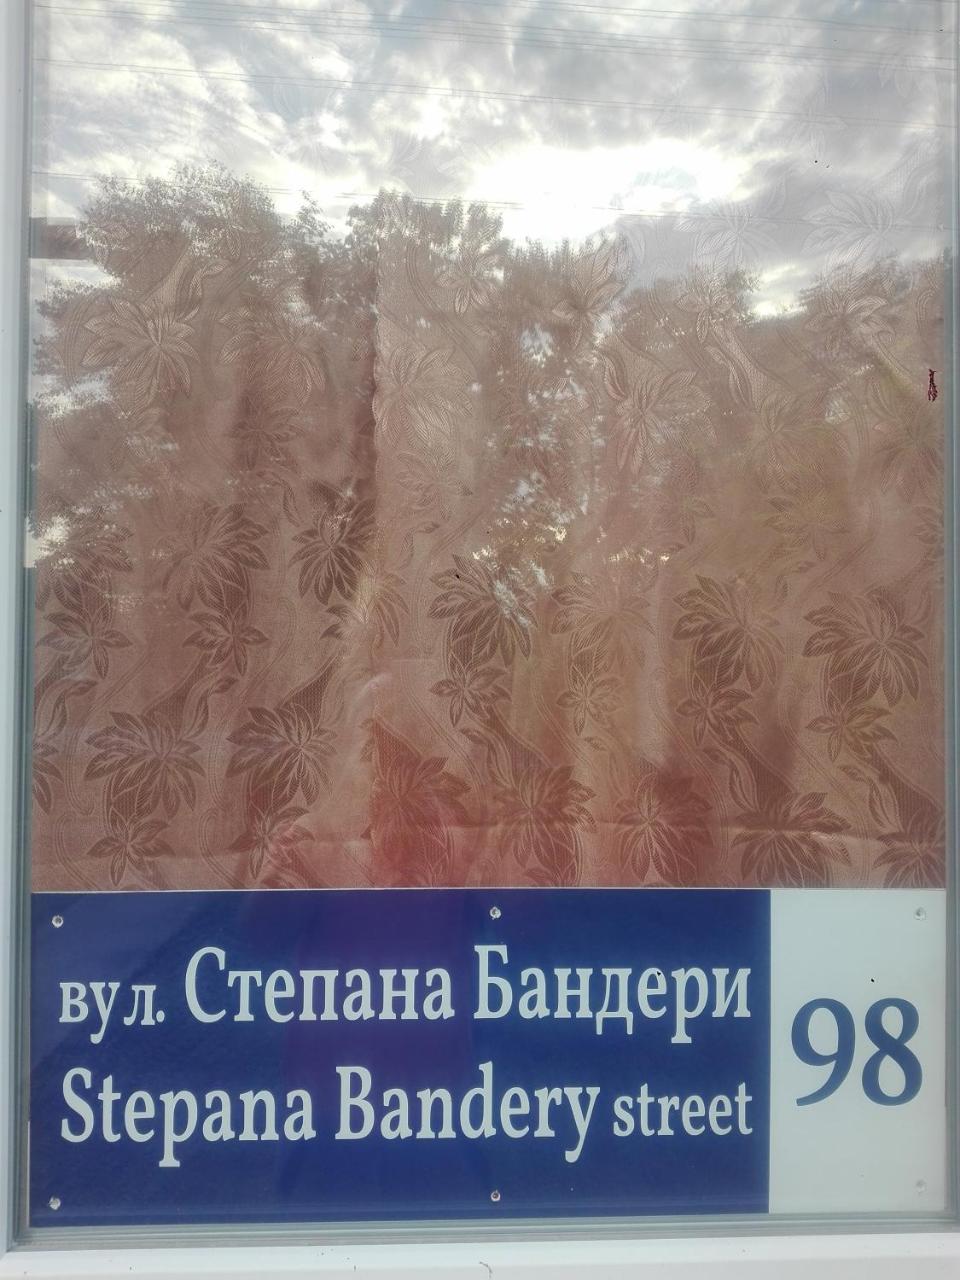 вул. Степана Бандери
Stepana Bandery street
98